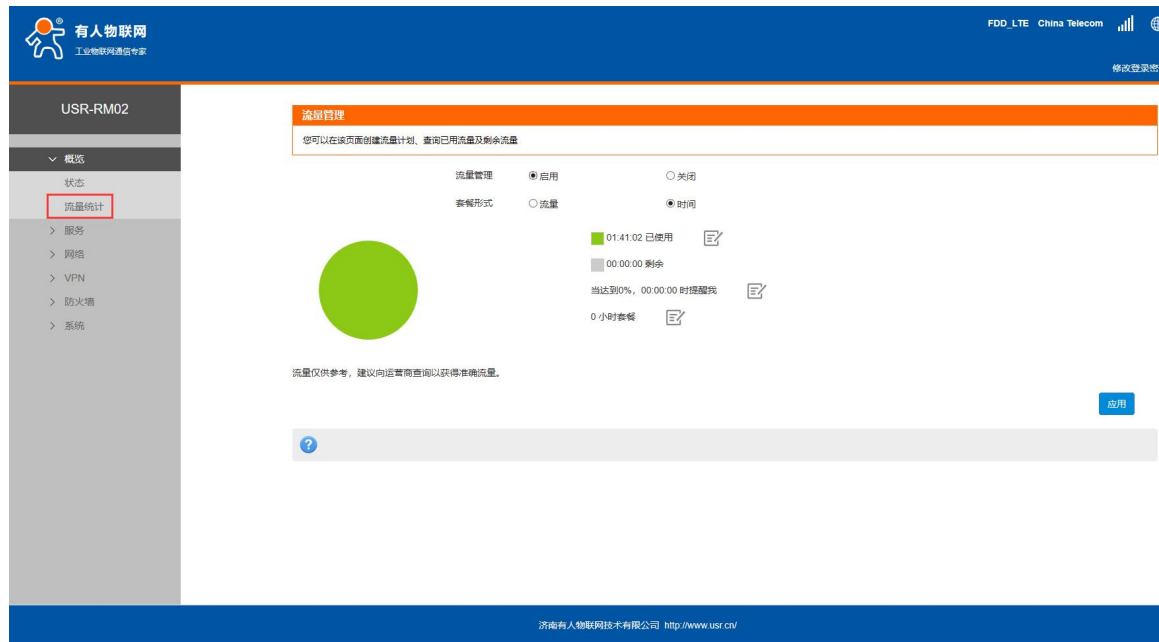 有人物联网
工业物联网通信专家
FDD_LTE China Telecom
修改登录密
USR-RM02
概览
状态
流量统计
服务
网络
VPN
防火墙
系统
流量管理
您可以在该页面创建流量计划、查询已用流量及剩余流量
流量管理 启用 关闭
套餐形式 流量 时间
01:41:02 已使用
00:00:00 剩余
当达到0%，00:00:00 时提醒我
0 小时套餐
流量仅供参考，建议向运营商查询以获得准确流量。
应用
济南有人物联网技术有限公司 http://www.usr.cn/